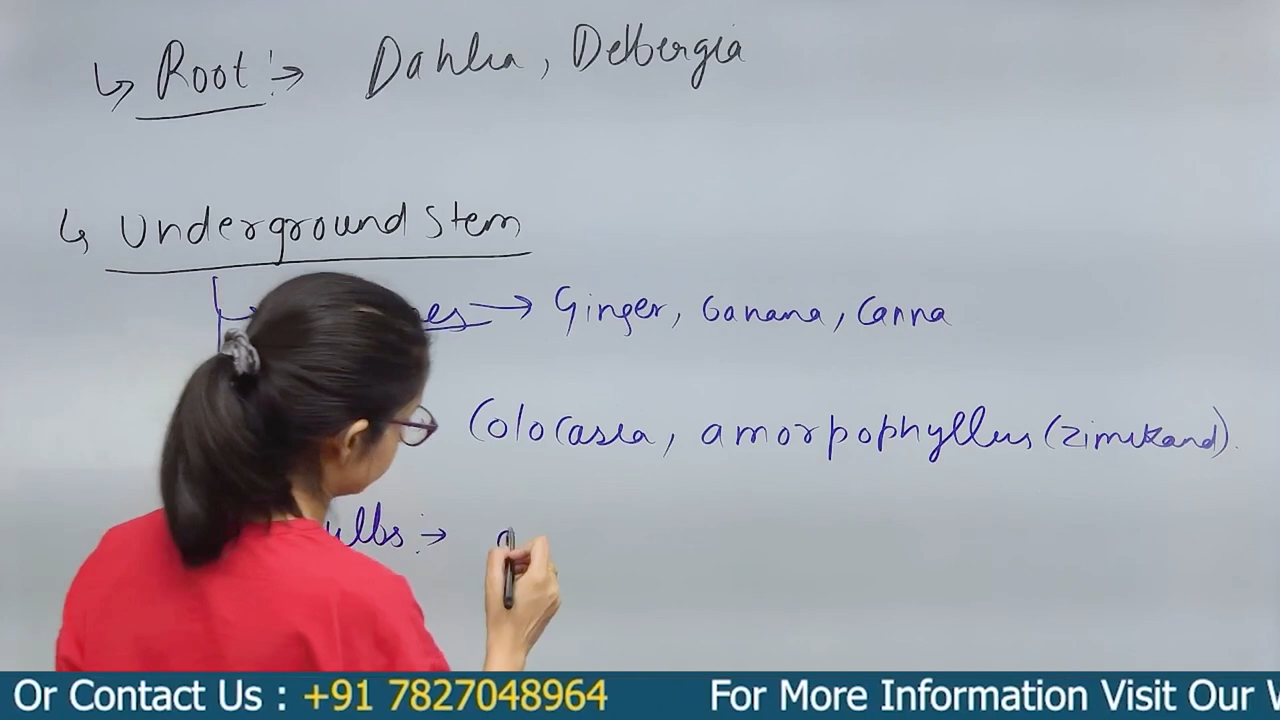 ↳ Root :→ Dahlia, Delbergia
↳ Underground Stem
es → Ginger, banana, Canna
Colocasia, amorpophyllus (zimikand).
ulbs :→
Or Contact Us : +91 7827048964 For More Information Visit Our W